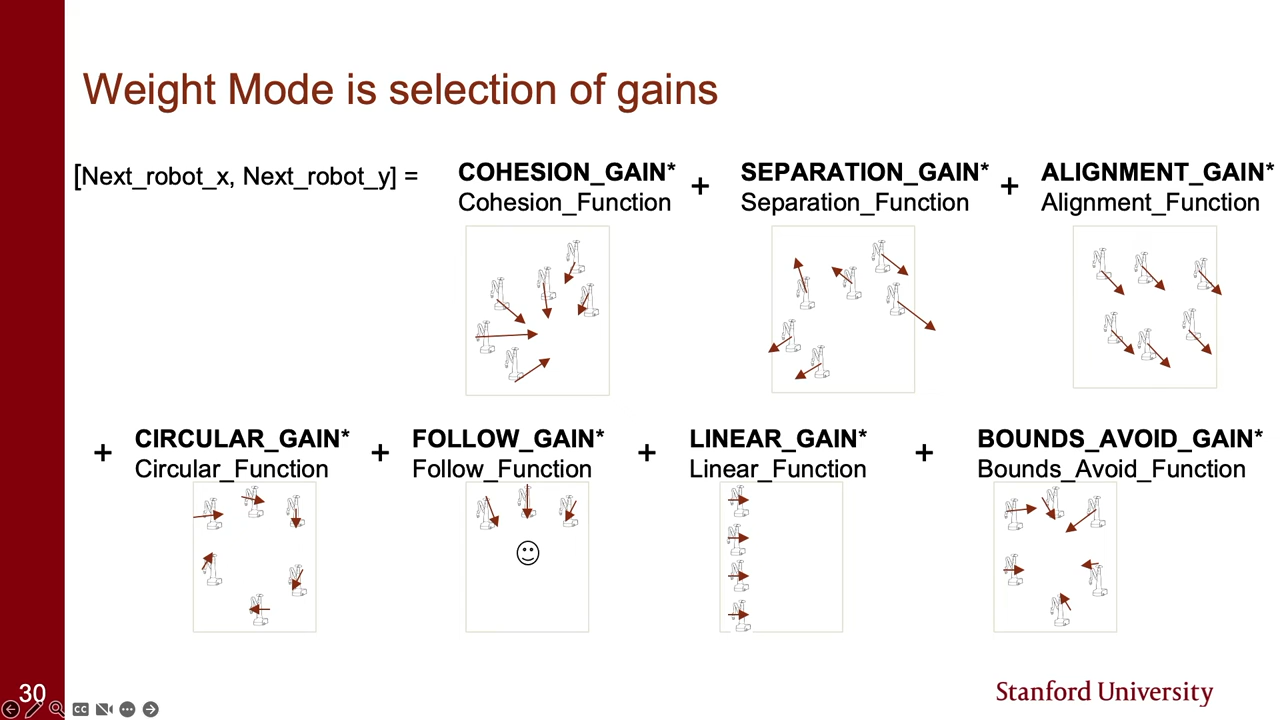 Weight Mode is selection of gains
[Next_robot_x, Next_robot_y] =
COHESION_GAIN*
Cohesion_Function
+
SEPARATION_GAIN*
Separation_Function
+
ALIGNMENT_GAIN*
Alignment_Function
+
CIRCULAR_GAIN*
Circular_Function
+
FOLLOW_GAIN*
Follow_Function
+
LINEAR_GAIN*
Linear_Function
+
BOUNDS_AVOID_GAIN*
Bounds_Avoid_Function
30
CC
Stanford University